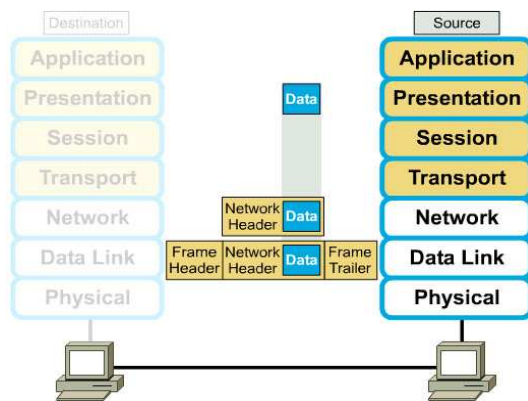 Destination
Application
Presentation
Session
Transport
Network
Data Link
Physical
Data
Network
Header
Data
Frame
Header
Network
Header
Data
Frame
Trailer
Source
Application
Presentation
Session
Transport
Network
Data Link
Physical